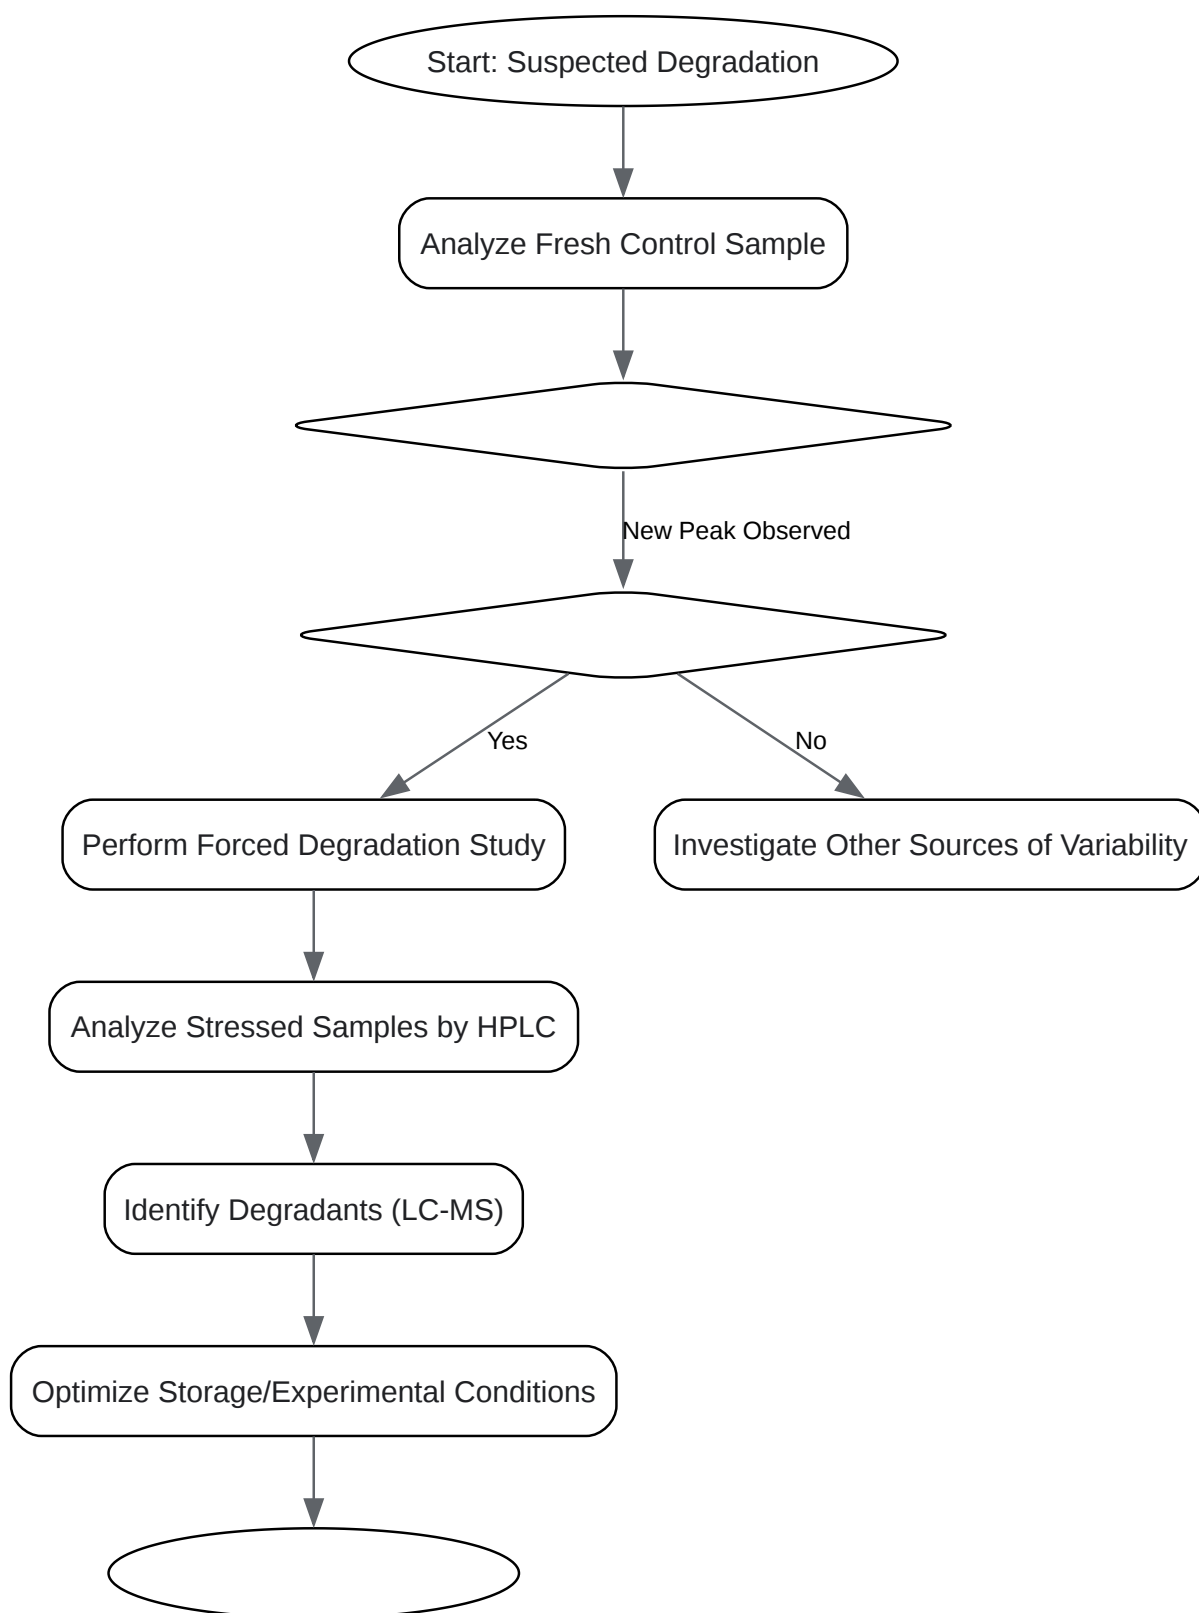 Start: Suspected Degradation
Analyze Fresh Control Sample
New Peak Observed
Yes
No
Perform Forced Degradation Study
Investigate Other Sources of Variability
Analyze Stressed Samples by HPLC
Identify Degradants (LC-MS)
Optimize Storage/Experimental Conditions